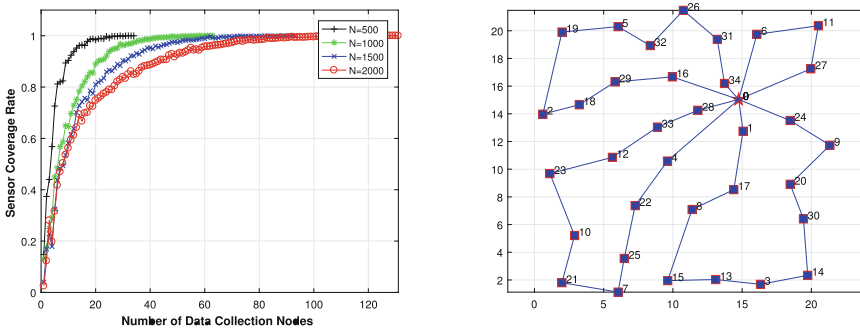 1
0.8
0.6
0.4
0.2
0
Sensor Coverage Rate
0 20 40 60 80 100 120
Number of Data Collection Nodes
N=500
N=1000
N=1500
N=2000
20
18
16
14
12
10
8
6
4
2
0 5 10 15 20
26
19 5 6 11
32 31
27
29 16 34
0
2 18 28 24
33 1 9
12 4
23 20
17
22 8 30
10
25
21 7 15 13 3 14